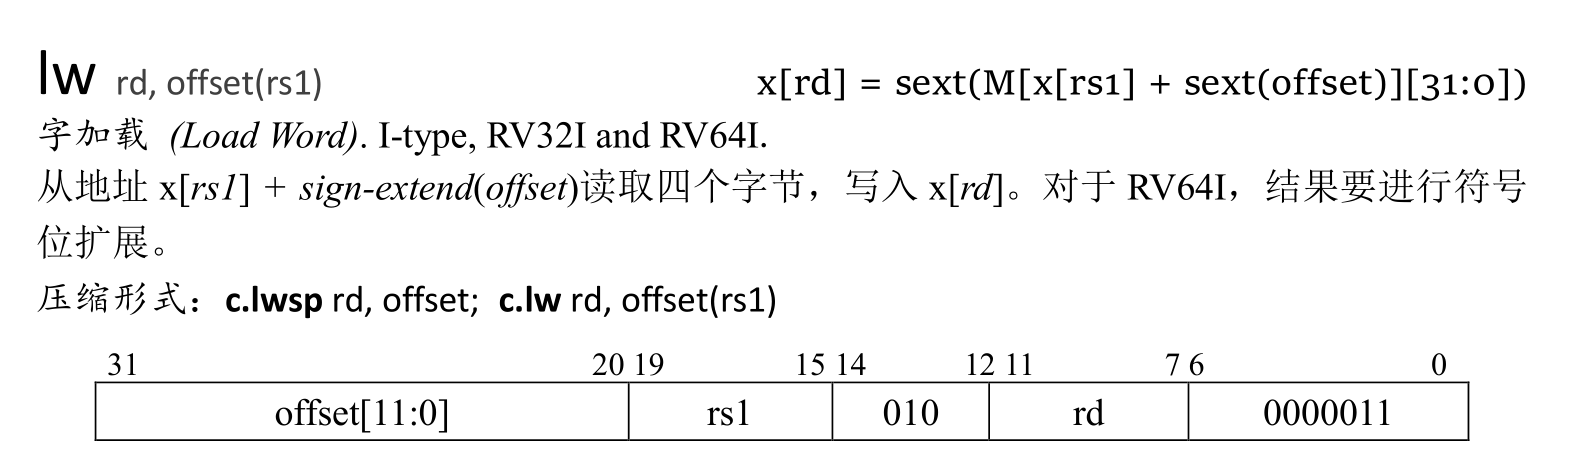 lw rd, offset(rs1) x[rd] = sext(M[x[rs1] + sext(offset)][31:0])
字加载 (Load Word). I-type, RV32I and RV64I.
从地址 x[rs1] + sign-extend(offset)读取四个字节，写入 x[rd]。对于 RV64I，结果要进行符号
位扩展。
压缩形式：c.lwsp rd, offset; c.lw rd, offset(rs1)
31 20 19 15 14 12 11 7 6 0
offset[11:0] rs1 010 rd 0000011